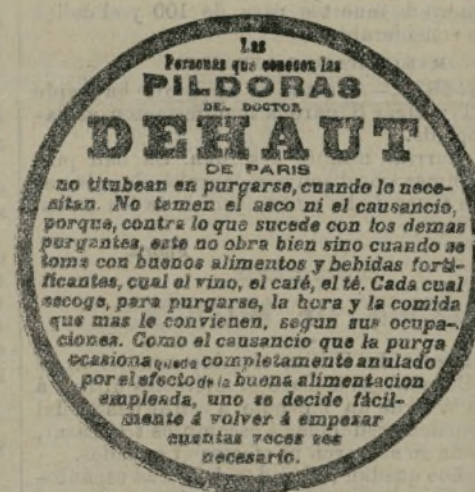 Las
Personas que conocen las
PILDORAS
DEL DOCTOR
DEHAUT
DE PARIS
no titubean en purgarse, cuando lo nece-
sitan. No temen el asco ni el causancio,
porque, contra lo que sucede con los demas
purgantes, este no obra bien sino cuando se
toma con buenos alimentos y bebidas forti-
ficantes, cual el vino, el café, el té. Cada cual
escoge, para purgarse, la hora y la comida
que mas le convienen, segun sus ocupa-
ciones. Como el causancio que la purga
ocasiona queda completamente anulado
por el efecto de la buena alimentacion
empleada, uno se decide fácil-
mente á volver á empezar
cuantas veces sea
necesario.